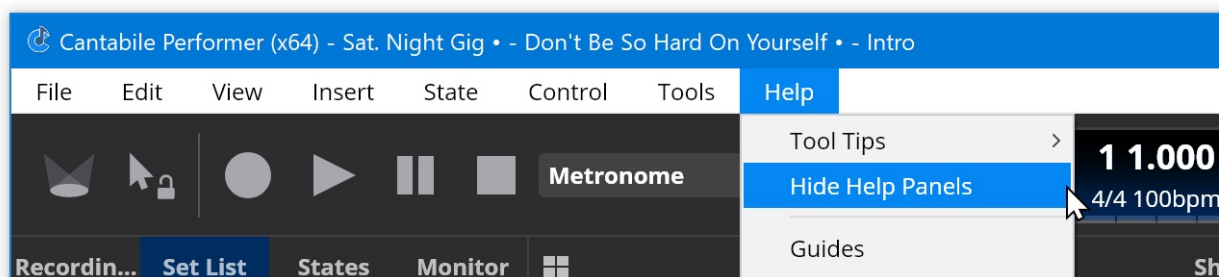 Cantabile Performer (x64) - Sat. Night Gig • - Don't Be So Hard On Yourself • - Intro
File Edit View Insert State Control Tools Help
Tool Tips
1 1.000
Metronome
Hide Help Panels
4/4 100bpm
Guides
Recordin... Set List States Monitor